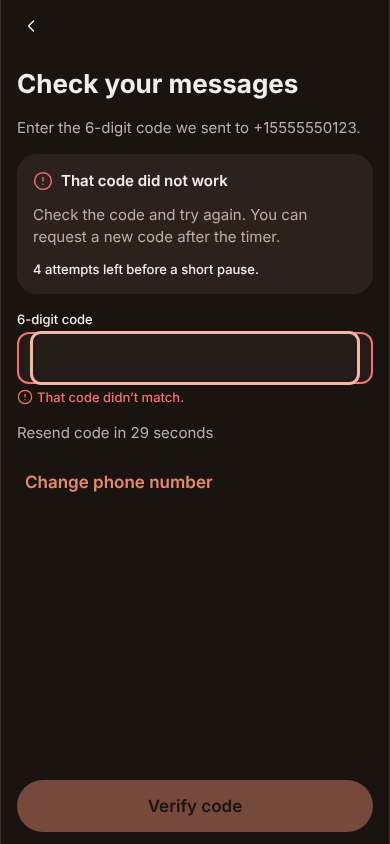 Check your messages
Enter the 6-digit code we sent to +15555550123.
That code did not work
Check the code and try again. You can
request a new code after the timer.
4 attempts left before a short pause.
6-digit code
That code didn't match.
Resend code in 29 seconds
Change phone number
Verify code